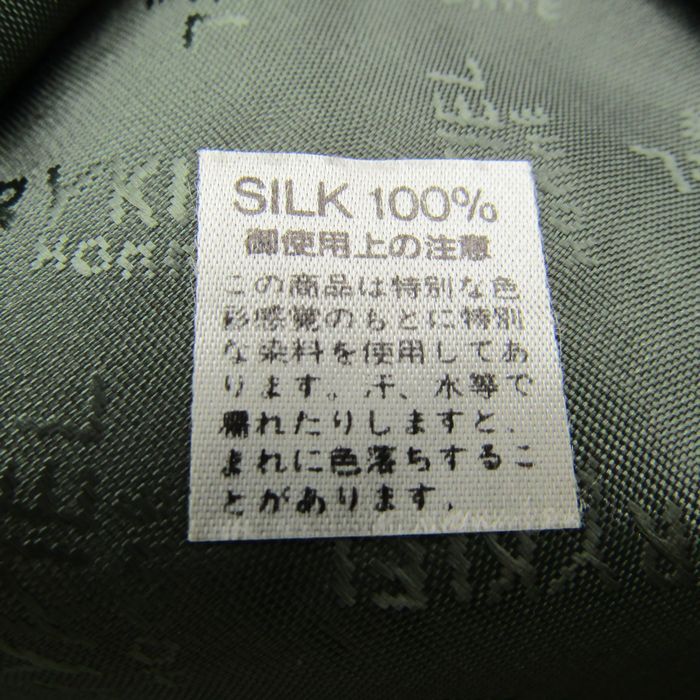 SILK 100%
御使用上の注意
この商品は特別な色
彩感覚のもとに特別
な染料を使用してあ
ります。汗、水等で
濡れたりしますと、
まれに色落ちするこ
とがあります。